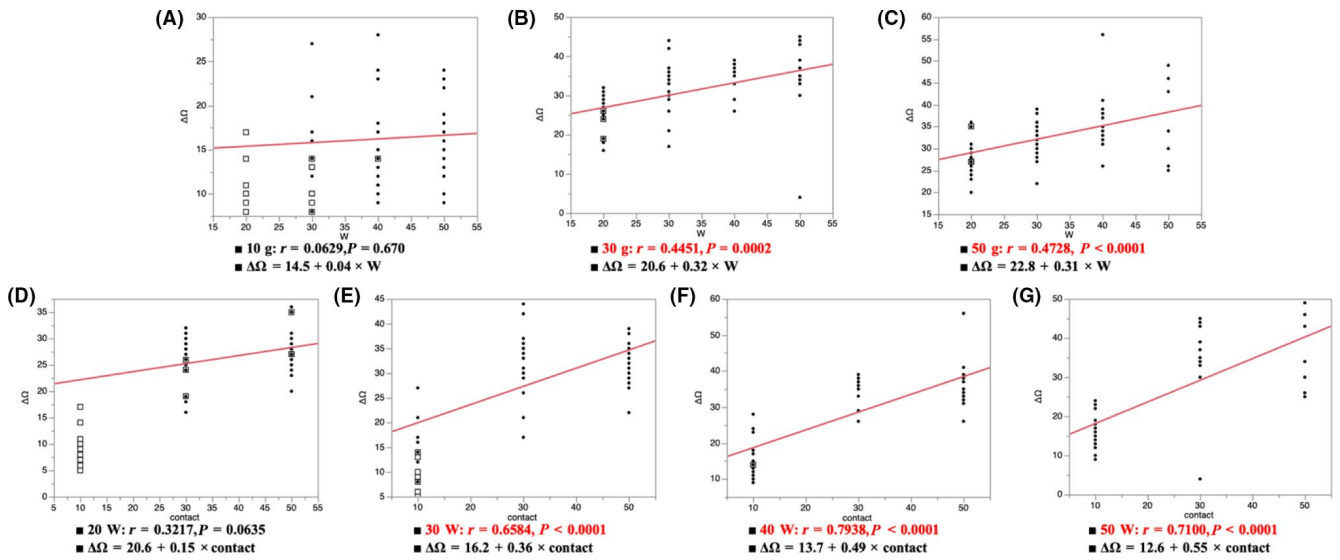 (A)
30
25
20
15
10
ΔΩ
15 20 25 30 35 40 45 50 55
W
■ 10 g: r = 0.0629, P = 0.670
■ ΔΩ = 14.5 + 0.04 × W
(B)
50
40
30
20
10
0
ΔΩ
15 20 25 30 35 40 45 50 55
W
■ 30 g: r = 0.4451, P = 0.0002
■ ΔΩ = 20.6 + 0.32 × W
(C)
60
55
50
45
40
35
30
25
20
15
ΔΩ
15 20 25 30 35 40 45 50 55
W
■ 50 g: r = 0.4728, P < 0.0001
■ ΔΩ = 22.8 + 0.31 × W
(D)
35
30
25
20
15
10
5
0
ΔΩ
5 10 15 20 25 30 35 40 45 50 55
contact
■ 20 W: r = 0.3217, P = 0.0635
■ ΔΩ = 20.6 + 0.15 × contact
(E)
45
40
35
30
25
20
15
10
5
ΔΩ
10 20 30 40 50
contact
■ 30 W: r = 0.6584, P < 0.0001
■ ΔΩ = 16.2 + 0.36 × contact
(F)
60
50
40
30
20
10
ΔΩ
10 20 30 40 50
contact
■ 40 W: r = 0.7938, P < 0.0001
■ ΔΩ = 13.7 + 0.49 × contact
(G)
50
40
30
20
10
0
ΔΩ
10 20 30 40 50
contact
■ 50 W: r = 0.7100, P < 0.0001
■ ΔΩ = 12.6 + 0.55 × contact